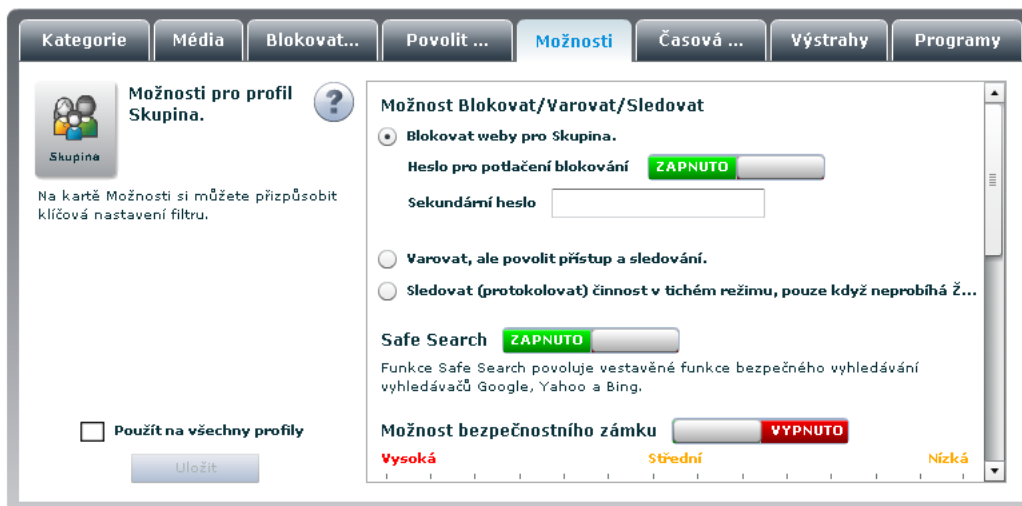 Kategorie
Média
Blokovat...
Povolit ...
Možnosti
Časová ...
Výstrahy
Programy
Možnosti pro profil
Skupina.
?
Skupina
Na kartě Možnosti si můžete přizpůsobit
klíčová nastavení filtru.
Použít na všechny profily
Uložit
Možnost Blokovat/Varovat/Sledovat
Blokovat weby pro Skupina.
Heslo pro potlačení blokování ZAPNUTO
Sekundární heslo
Varovat, ale povolit přístup a sledování.
Sledovat (protokolovat) činnost v tichém režimu, pouze když neprobíhá Ž...
Safe Search ZAPNUTO
Funkce Safe Search povoluje vestavěné funkce bezpečného vyhledávání
vyhledávačů Google, Yahoo a Bing.
Možnost bezpečnostního zámku VYPNUTO
Vysoká Střední Nízká